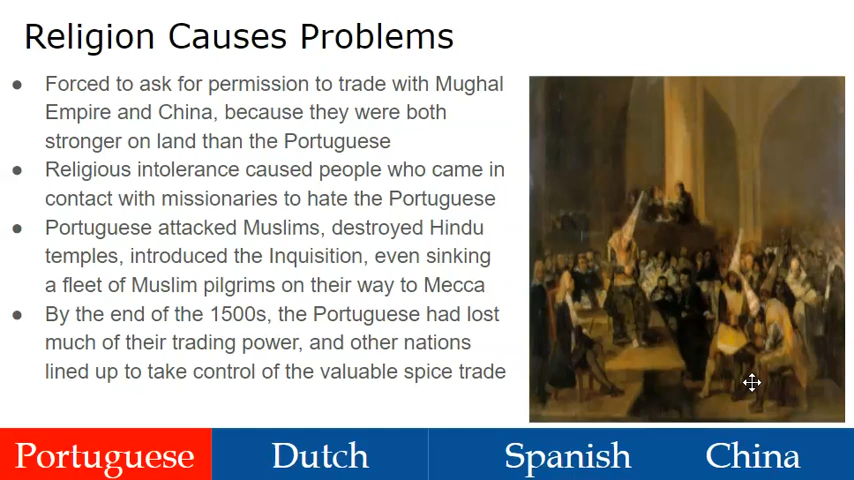 Religion Causes Problems
● Forced to ask for permission to trade with Mughal
Empire and China, because they were both
stronger on land than the Portuguese
● Religious intolerance caused people who came in
contact with missionaries to hate the Portuguese
● Portuguese attacked Muslims, destroyed Hindu
temples, introduced the Inquisition, even sinking
a fleet of Muslim pilgrims on their way to Mecca
● By the end of the 1500s, the Portuguese had lost
much of their trading power, and other nations
lined up to take control of the valuable spice trade
Portuguese Dutch Spanish China